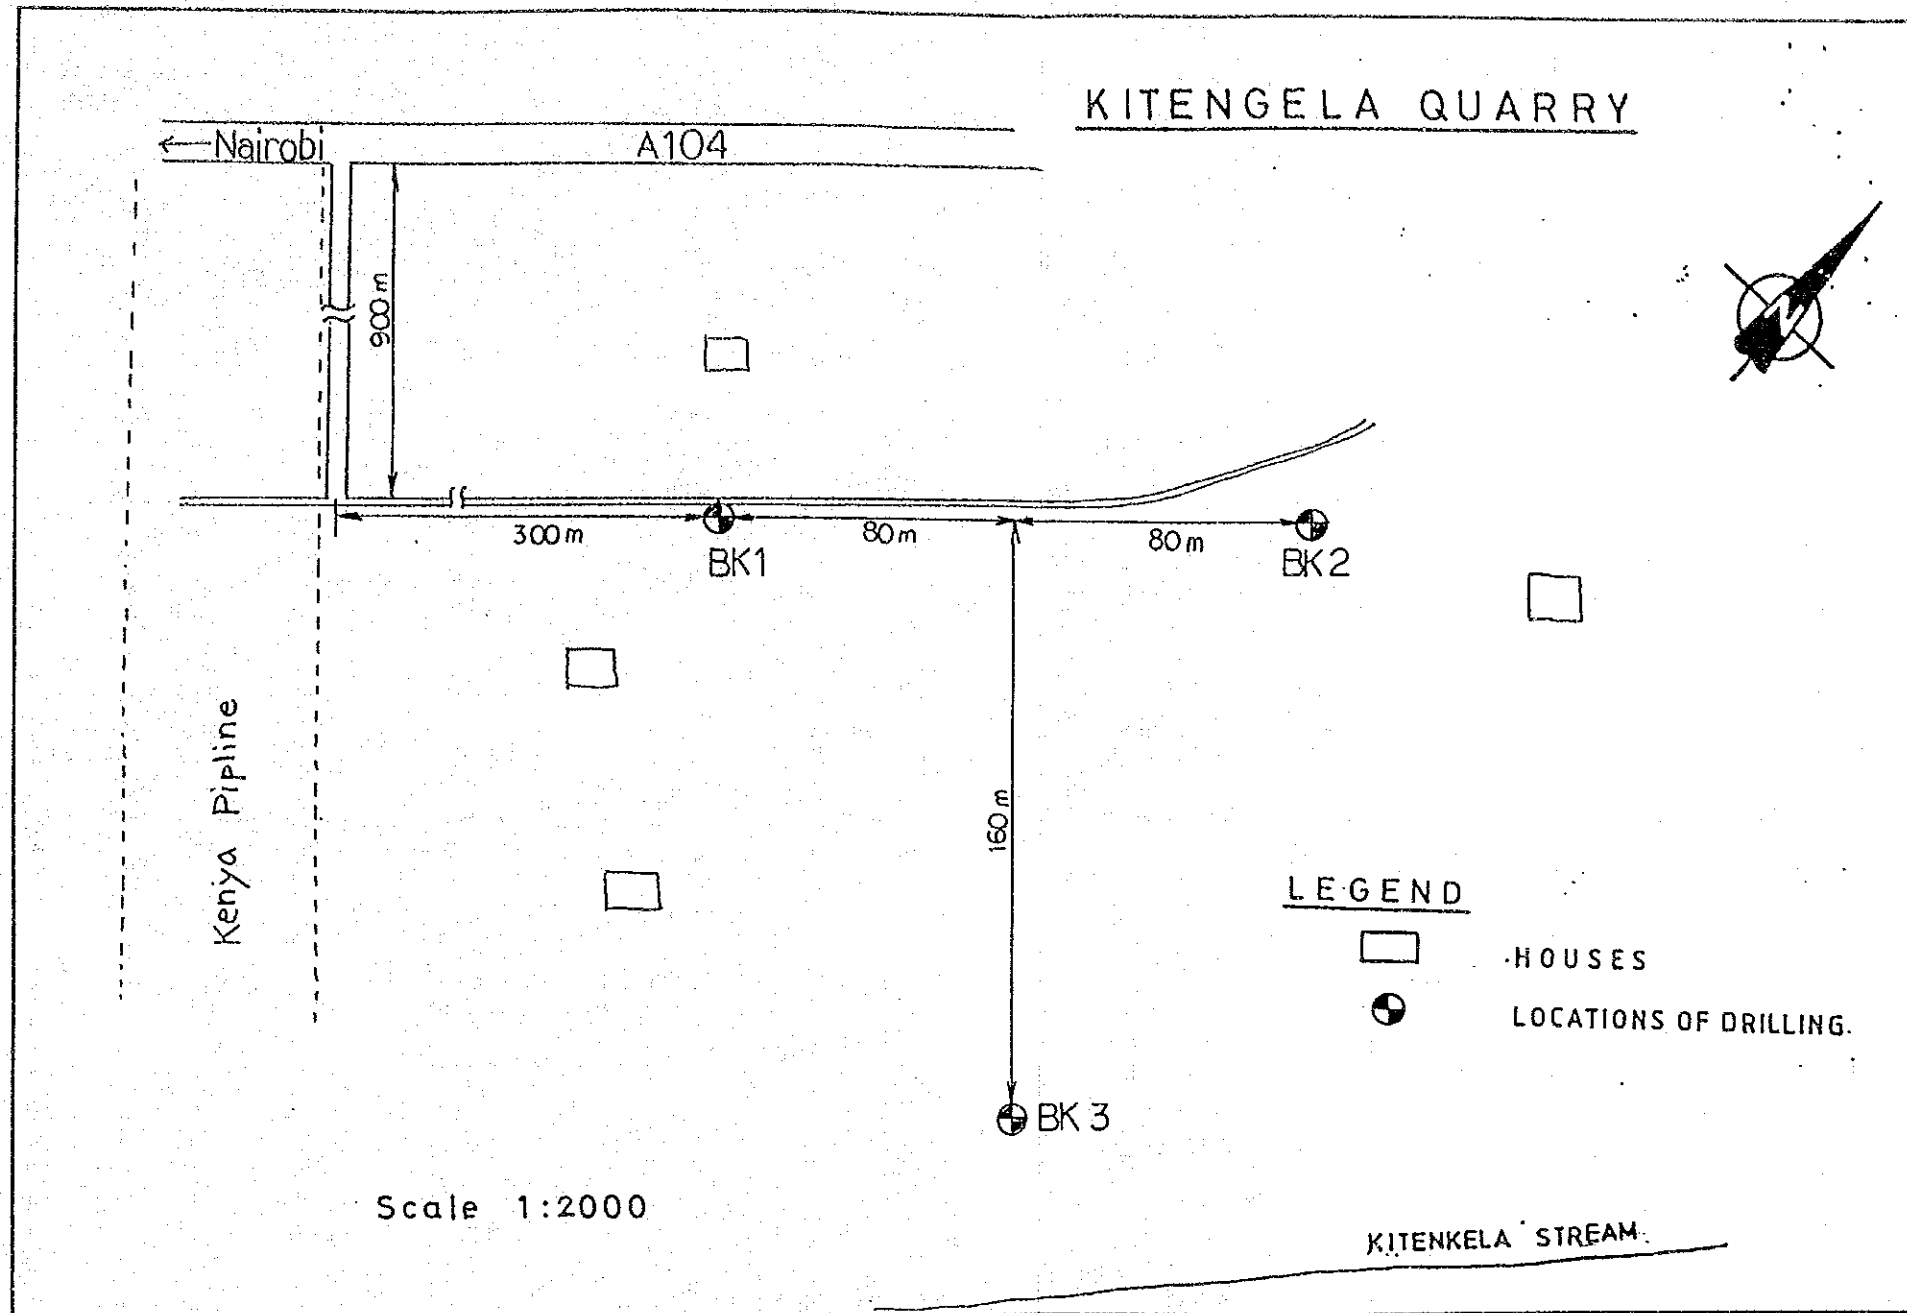 KITENGELA QUARRY
←Nairobi
A104
900m
300m
80m
80m
BK1
BK2
Kenya Pipline
160m
LEGEND
HOUSES
LOCATIONS OF DRILLING.
BK3
Scale 1:2000
KITENKELA STREAM.